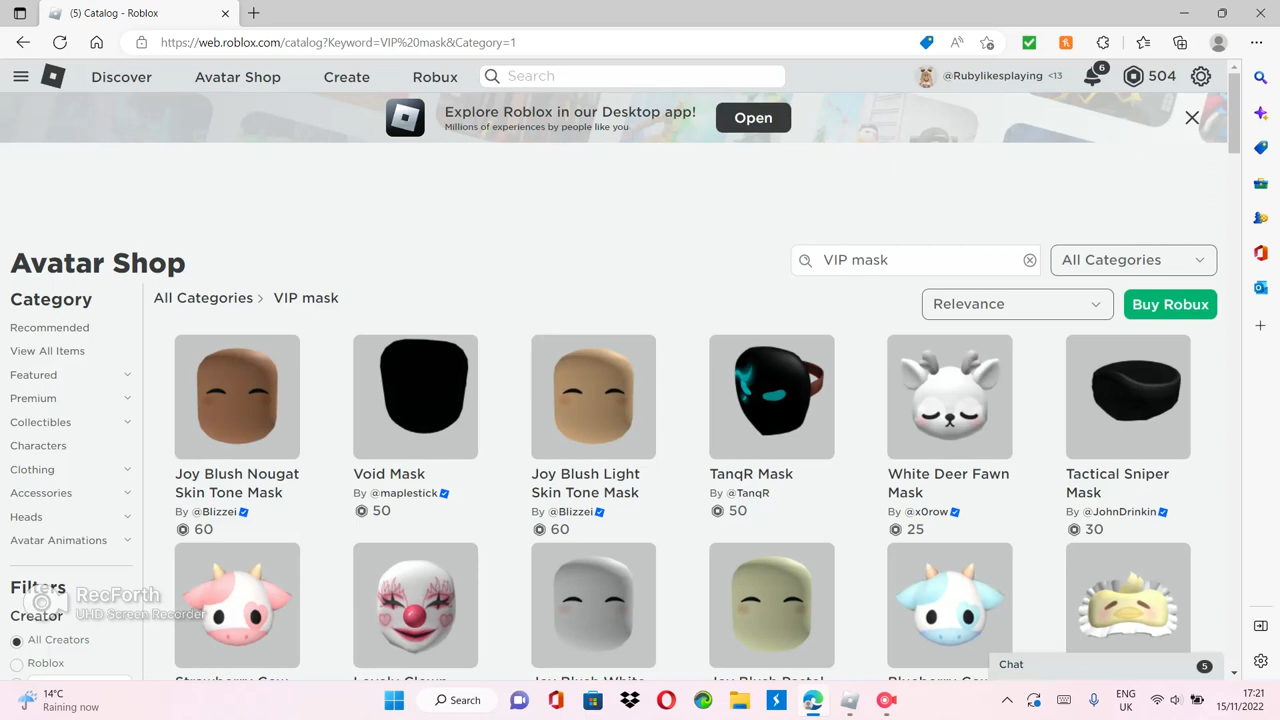 (5) Catalog - Roblox
https://web.roblox.com/catalog?Keyword=VIP%20mask&Category=1
Discover
Avatar Shop
Create
Robux
Search
@Rubylikesplaying <13
6
504
Explore Roblox in our Desktop app!
Millions of experiences by people like you
Open
Avatar Shop
VIP mask
All Categories
Category
All Categories > VIP mask
Relevance
Buy Robux
Recommended
View All Items
Featured
Premium
Collectibles
Characters
Clothing
Accessories
Heads
Avatar Animations
Filters
Creator
All Creators
Roblox
Joy Blush Nougat
Skin Tone Mask
By @Blizzei
60
Void Mask
By @maplestick
50
Joy Blush Light
Skin Tone Mask
By @Blizzei
60
TanqR Mask
By @TanqR
50
White Deer Fawn
Mask
By @x0row
25
Tactical Sniper
Mask
By @JohnDrinkin
30
RecForth
UHD Screen Recorder
Chat
5
14°C
Raining now
Search
ENG
UK
17:21
15/11/2022